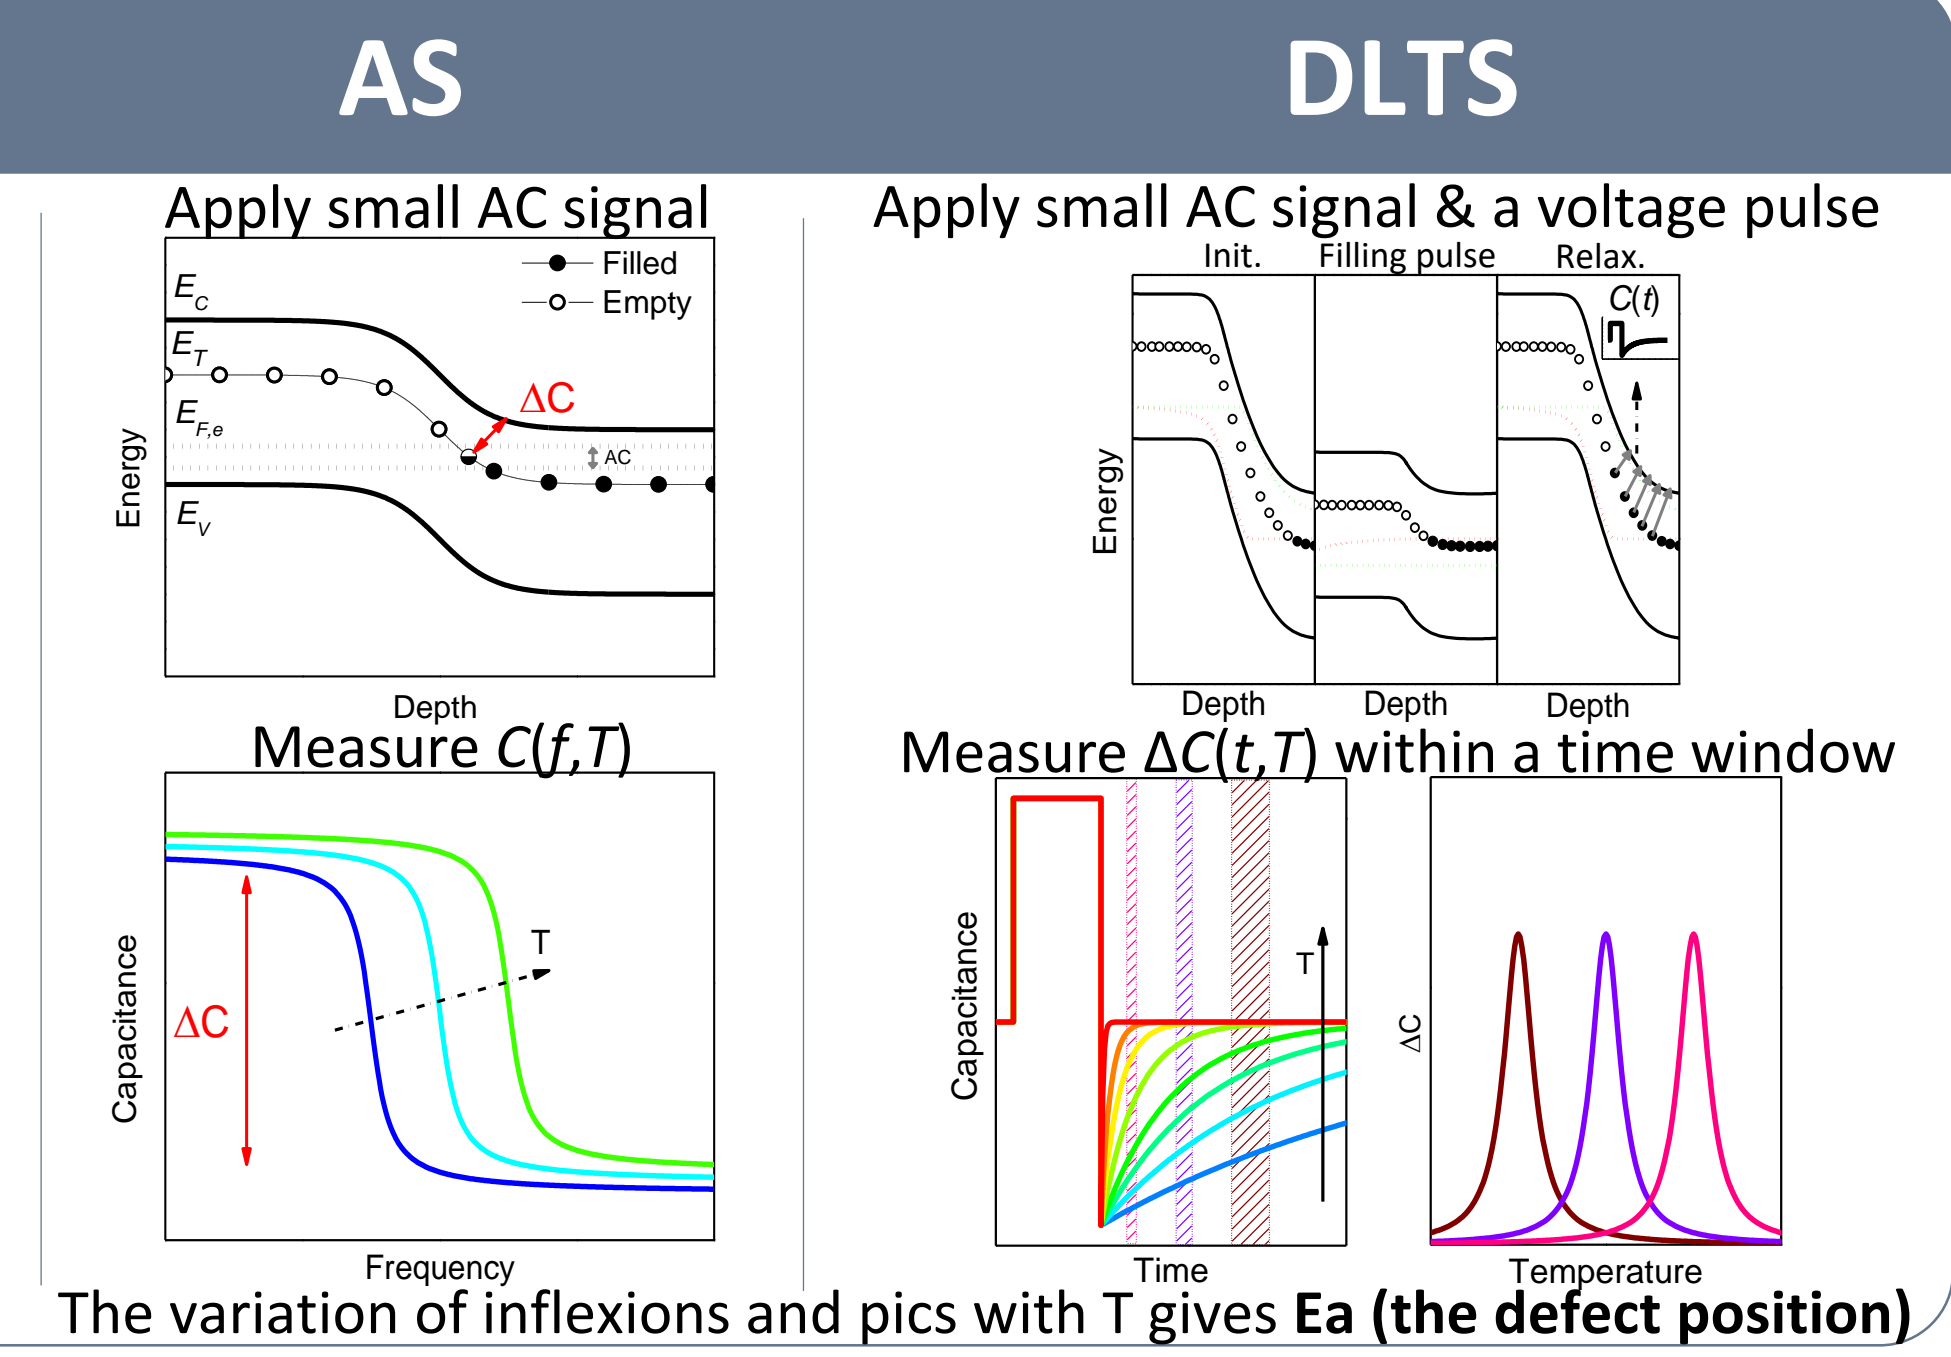 AS
DLTS
Apply small AC signal
Filled
Empty
E_C
E_T
E_F,e
E_V
ΔC
AC
Energy
Depth
Measure C(f,T)
Capacitance
ΔC
T
Frequency
Apply small AC signal & a voltage pulse
Init.
Filling pulse
Relax.
C(t)
Energy
Depth
Depth
Depth
Measure ΔC(t,T) within a time window
Capacitance
T
Time
ΔC
Temperature
The variation of inflexions and pics with T gives Ea (the defect position)